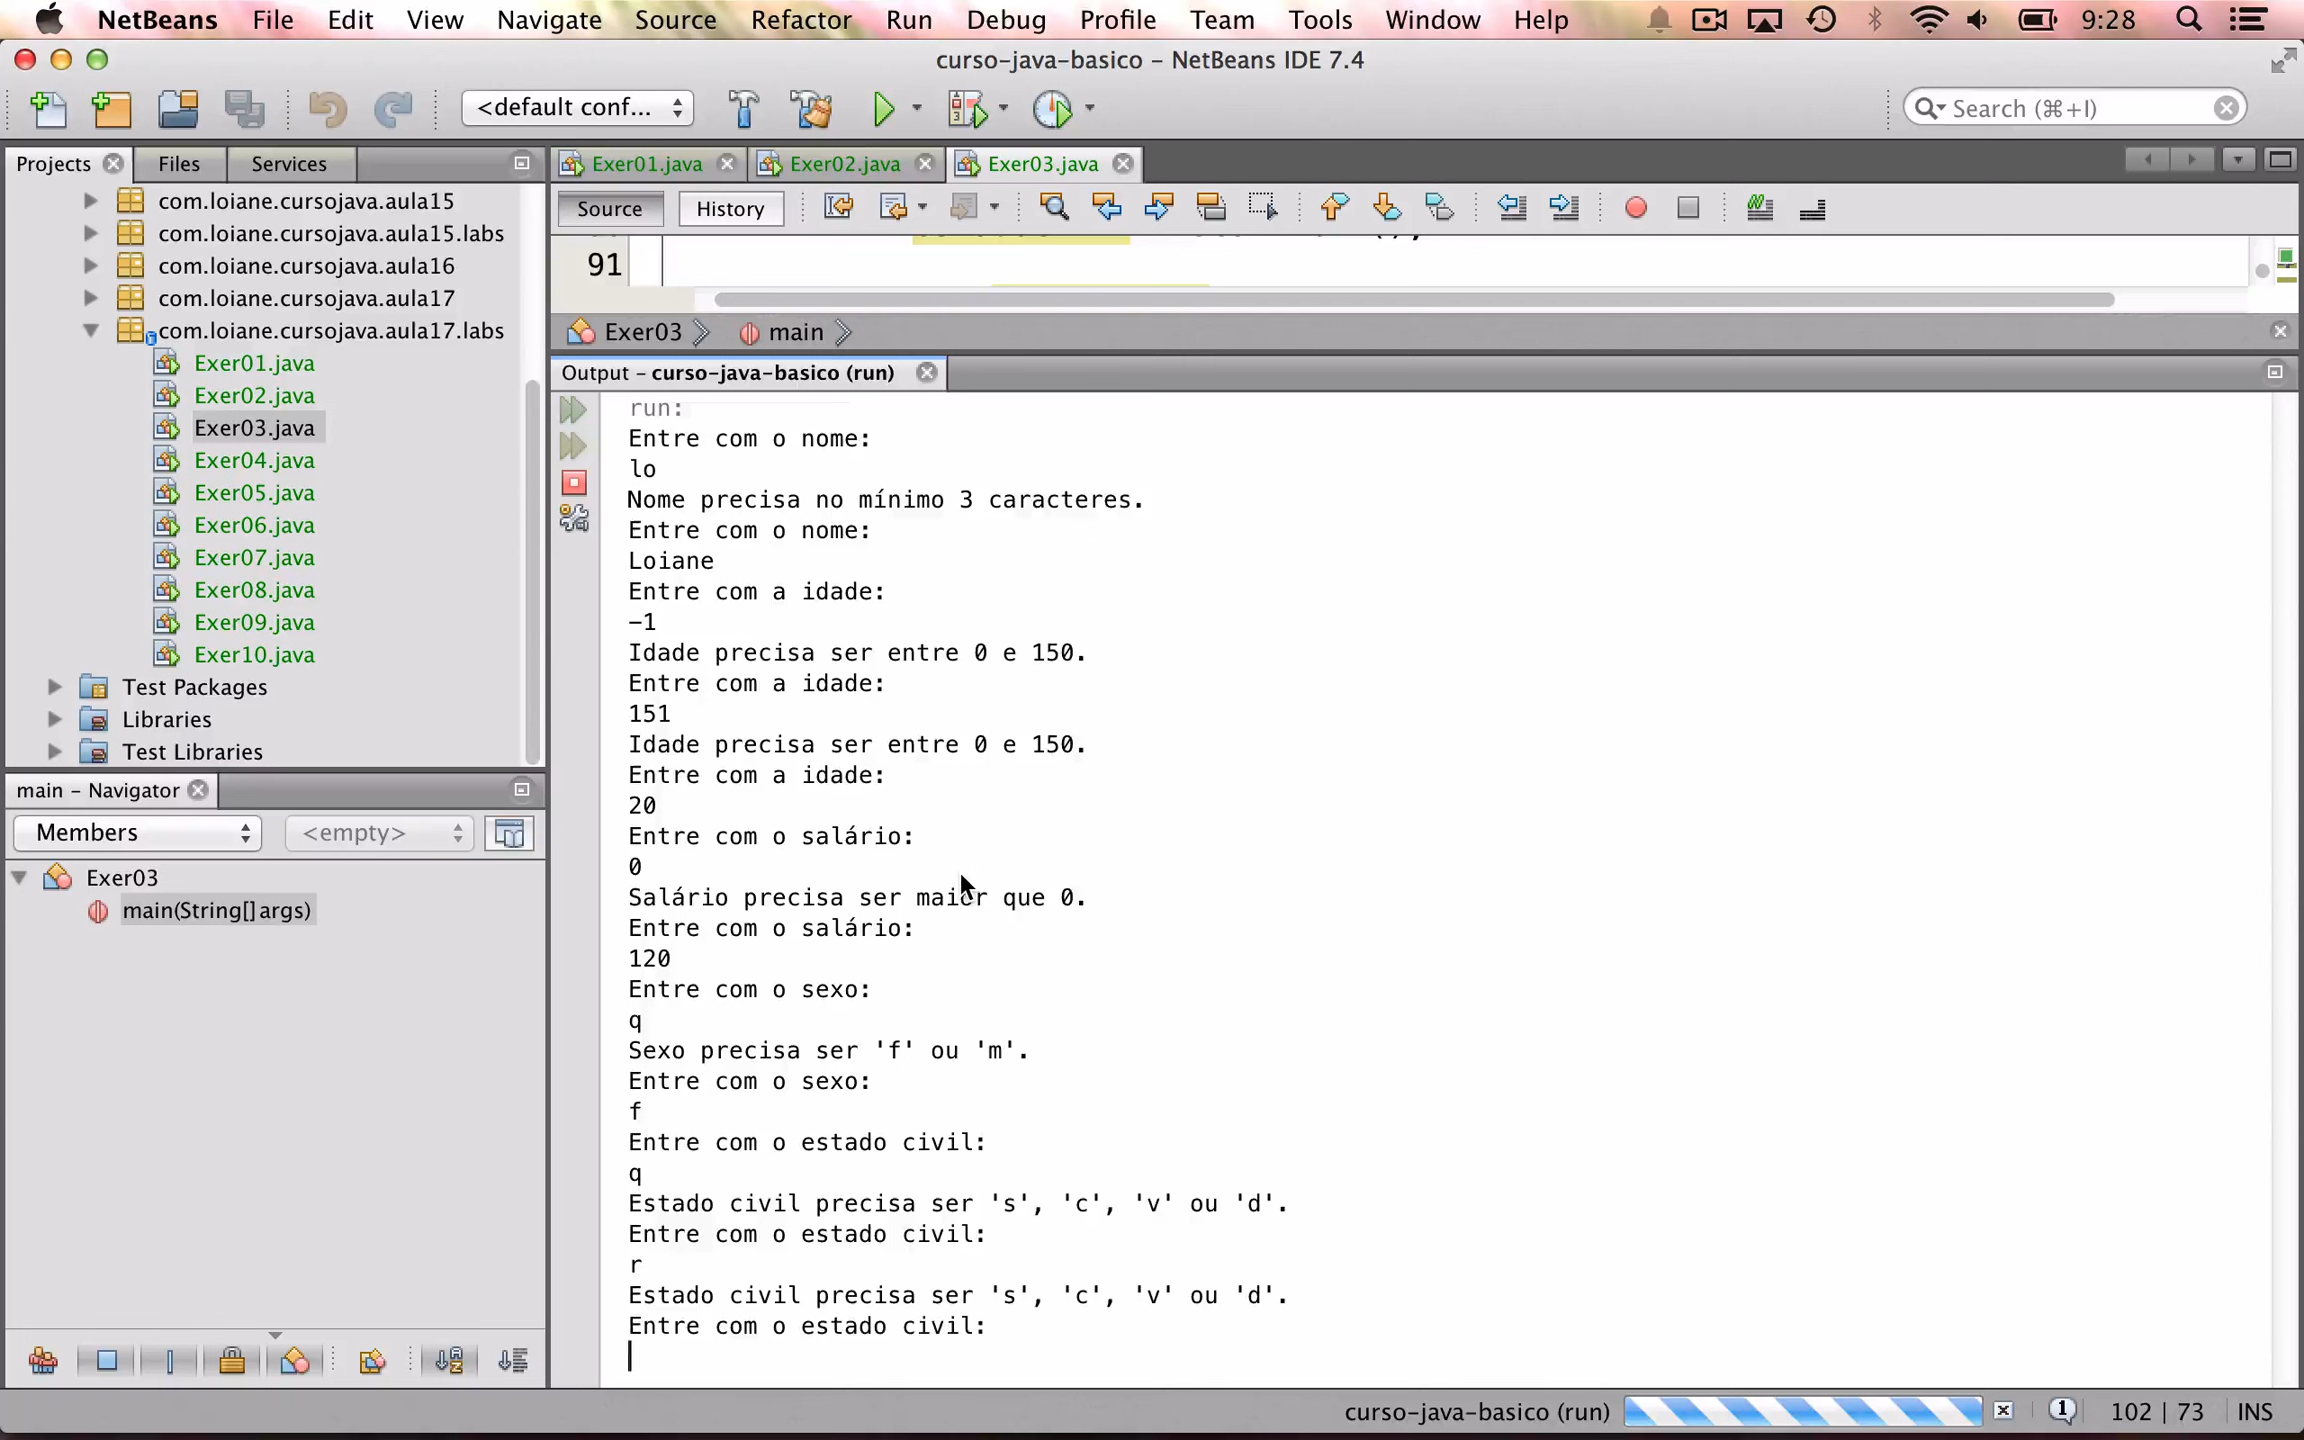 NetBeans File Edit View Navigate Source Refactor Run Debug Profile Team Tools Window Help 9:28
curso-java-basico – NetBeans IDE 7.4
<default conf... Search (⌘+I)
Projects Files Services
com.loiane.cursojava.aula15
com.loiane.cursojava.aula15.labs
com.loiane.cursojava.aula16
com.loiane.cursojava.aula17
com.loiane.cursojava.aula17.labs
Exer01.java
Exer02.java
Exer03.java
Exer04.java
Exer05.java
Exer06.java
Exer07.java
Exer08.java
Exer09.java
Exer10.java
Test Packages
Libraries
Test Libraries
main – Navigator
Members <empty>
Exer03
main(String[] args)
Exer01.java Exer02.java Exer03.java
Source History
91
Exer03 main
Output – curso-java-basico (run)
run:
Entre com o nome:
lo
Nome precisa no mínimo 3 caracteres.
Entre com o nome:
Loiane
Entre com a idade:
-1
Idade precisa ser entre 0 e 150.
Entre com a idade:
151
Idade precisa ser entre 0 e 150.
Entre com a idade:
20
Entre com o salário:
0
Salário precisa ser maior que 0.
Entre com o salário:
120
Entre com o sexo:
q
Sexo precisa ser 'f' ou 'm'.
Entre com o sexo:
f
Entre com o estado civil:
q
Estado civil precisa ser 's', 'c', 'v' ou 'd'.
Entre com o estado civil:
r
Estado civil precisa ser 's', 'c', 'v' ou 'd'.
Entre com o estado civil:
curso-java-basico (run) 1 102 | 73 INS